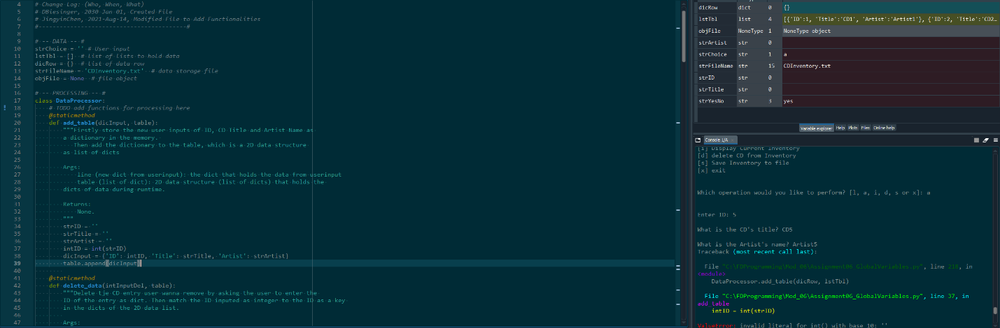 4 # Change Log: (Who, When, What)
5 # DBiesinger, 2030-Jan-01, Created File
6 # JingyinChen, 2021-Aug-14, Modified File to Add Functionalities
7 #------------------------------------------#
8
9 # -- DATA -- #
10 strChoice = '' # User input
11 lstTbl = [] # list of lists to hold data
12 dicRow = {} # list of data row
13 strFileName = 'CDInventory.txt' # data storage file
14 objFile = None # file object
15
16 # -- PROCESSING -- #
17 class DataProcessor:
18 # TODO add functions for processing here
19 @staticmethod
20 def add_table(dicInput, table):
21 """Firstly store the new user inputs of ID, CD Title and Artist Name as
22 a dictionary in the memory.
23 Then add the dictionary to the table, which is a 2D data structure
24 as list of dicts
25
26 Args:
27 line (new dict from userinput): the dict that holds the data from userinput
28 table (list of dict): 2D data structure (list of dicts) that holds the
29 dicts of data during runtime.
30
31 Returns:
32 None.
33 """
34 strID = ''
35 strTitle = ''
36 strArtist = ''
37 intID = int(strID)
38 dicInput = {'ID': intID, 'Title': strTitle, 'Artist': strArtist}
39 table.append(dicInput)
40
41 @staticmethod
42 def delete_data(intInputDel, table):
43 """Delete tje CD entry user wanna remove by asking the user to enter the
44 ID of the entry as dict. Then match the ID inputed as integer to the ID as a key
45 in the dicts of the 2D data list.
46
47 Args:
dicRow dict 0 {}
lstTbl list 4 [{'ID':1, 'Title':'CD1', 'Artist':'Artist1'}, {'ID':2, 'Title':'CD2...
objFile NoneType 1 NoneType object
strArtist str 0
strChoice str 1 a
strFileName str 15 CDInventory.txt
strID str 0
strTitle str 0
strYesNo str 3 yes
Variable explorer Help Plots Files Online help
Console 1/A
[i] Display Current Inventory
[d] delete CD from Inventory
[s] Save Inventory to file
[x] exit
Which operation would you like to perform? [l, a, i, d, s or x]: a
Enter ID: 5
What is the CD's title? CD5
What is the Artist's name? Artist5
Traceback (most recent call last):
File "C:\FDProgramming\Mod_06\Assignment06_GlobalVariables.py", line 216, in
<module>
DataProcessor.add_table(dicRow, lstTbl)
File "C:\FDProgramming\Mod_06\Assignment06_GlobalVariables.py", line 37, in
add_table
intID = int(strID)
ValueError: invalid literal for int() with base 10: ''